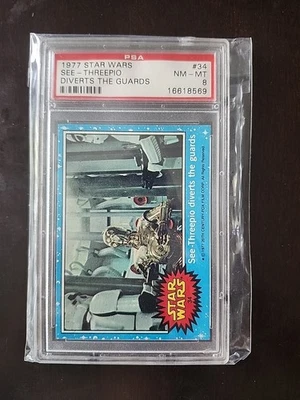 PSA
1977 STAR WARS #34
SEE-THREEPIO NM-MT
DIVERTS THE GUARDS 8
16618569
STAR
WARS
34
See-Threepio diverts the guards